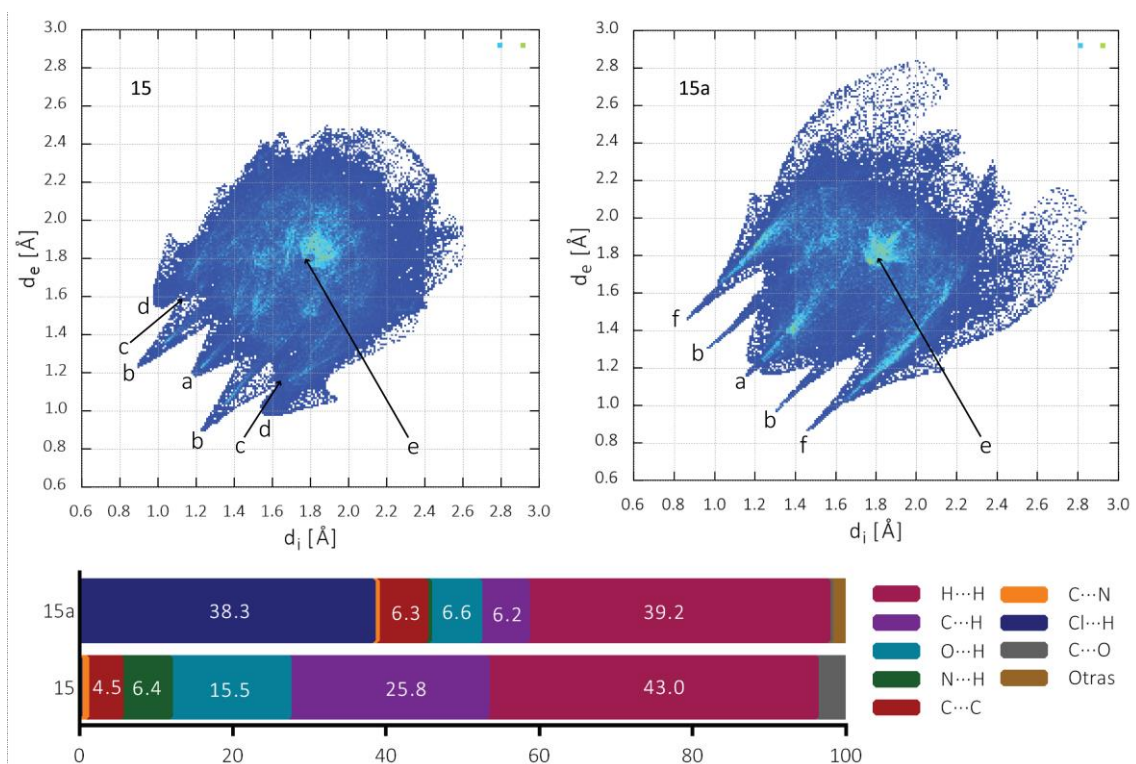 3.0
2.8
2.6
2.4
2.2
2.0
1.8
1.6
1.4
1.2
1.0
0.8
0.6
d_e [Å]
15
d
c
b
a
b
c
d
e
0.6 0.8 1.0 1.2 1.4 1.6 1.8 2.0 2.2 2.4 2.6 2.8 3.0
d_i [Å]
3.0
2.8
2.6
2.4
2.2
2.0
1.8
1.6
1.4
1.2
1.0
0.8
0.6
d_e [Å]
15a
f
b
a
b
f
e
0.6 0.8 1.0 1.2 1.4 1.6 1.8 2.0 2.2 2.4 2.6 2.8 3.0
d_i [Å]
15a 38.3 6.3 6.6 6.2 39.2
15 4.5 6.4 15.5 25.8 43.0
0 20 40 60 80 100
H···H
C···H
O···H
N···H
C···C
C···N
Cl···H
C···O
Otras